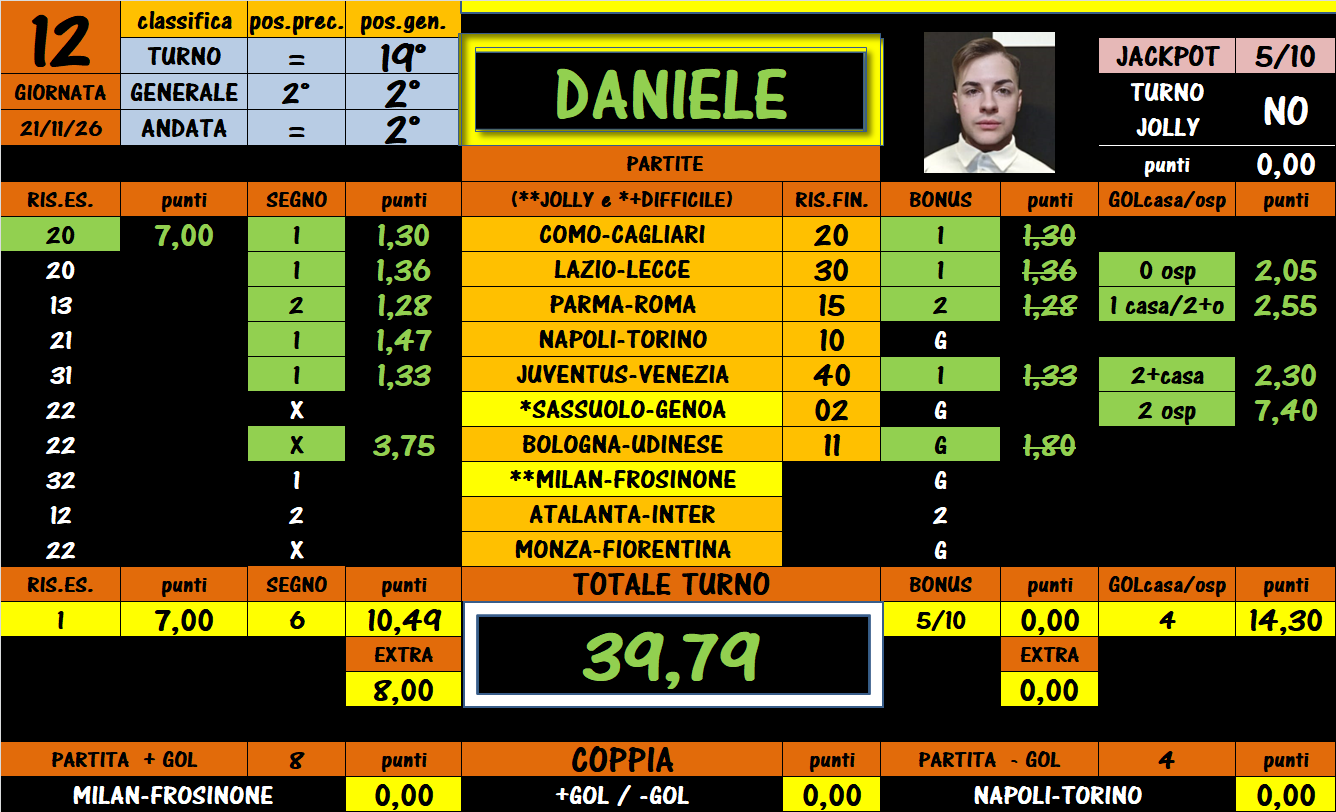 12 classifica pos.prec. pos.gen.
TURNO = 19° JACKPOT 5/10
DANIELE
GIORNATA GENERALE 2° 2° TURNO JOLLY NO
21/11/26 ANDATA = 2°
PARTITE punti 0,00
RIS.ES. punti SEGNO punti (**JOLLY e *+DIFFICILE) RIS.FIN. BONUS punti GOLcasa/osp punti
20 7,00 1 1,30 COMO-CAGLIARI 20 1 1,30
20 1 1,36 LAZIO-LECCE 30 1 1,36 0 osp 2,05
13 2 1,28 PARMA-ROMA 15 2 1,28 1 casa/2+o 2,55
21 1 1,47 NAPOLI-TORINO 10 G
31 1 1,33 JUVENTUS-VENEZIA 40 1 1,33 2+casa 2,30
22 X *SASSUOLO-GENOA 02 G 2 osp 7,40
22 X 3,75 BOLOGNA-UDINESE 11 G 1,80
32 1 **MILAN-FROSINONE G
12 2 ATALANTA-INTER 2
22 X MONZA-FIORENTINA G
RIS.ES. punti SEGNO punti TOTALE TURNO BONUS punti GOLcasa/osp punti
1 7,00 6 10,49 5/10 0,00 4 14,30
39,79
EXTRA EXTRA
8,00 0,00
PARTITA + GOL 8 punti COPPIA punti PARTITA - GOL 4 punti
MILAN-FROSINONE 0,00 +GOL / -GOL 0,00 NAPOLI-TORINO 0,00